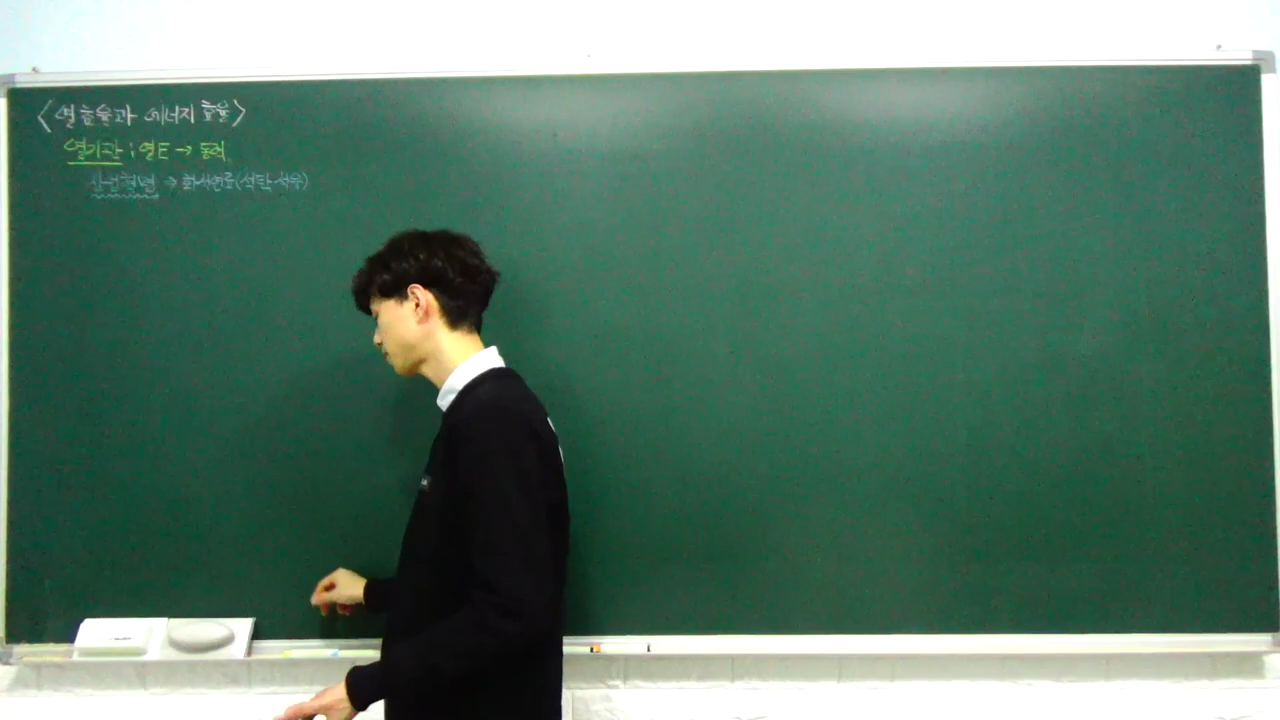 <열효율과 에너지 효율>
열기관 : 열E → 동력.
산업혁명 ⇒ 화석연료(석탄·석유)